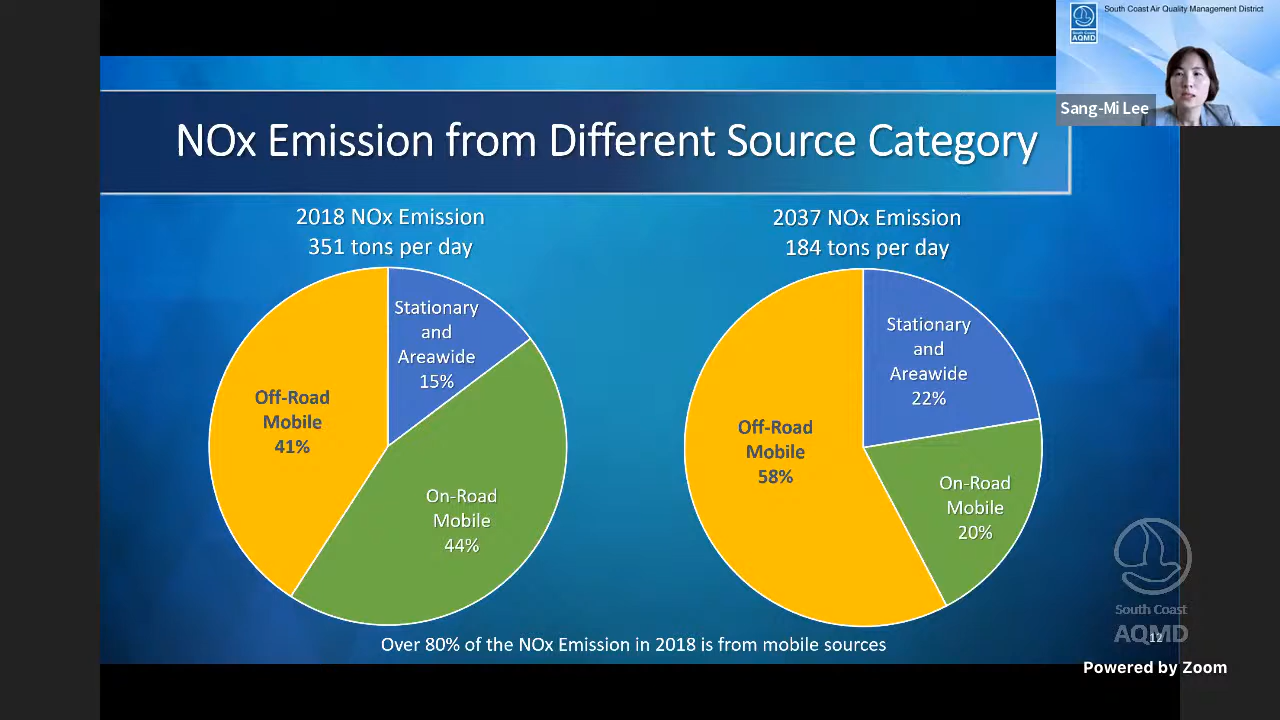 South Coast Air Quality Management District
South Coast
AQMD
Sang-Mi Lee
NOx Emission from Different Source Category
2018 NOx Emission
351 tons per day
Stationary
and
Areawide
15%
Off-Road
Mobile
41%
On-Road
Mobile
44%
2037 NOx Emission
184 tons per day
Stationary
and
Areawide
22%
Off-Road
Mobile
58%
On-Road
Mobile
20%
Over 80% of the NOx Emission in 2018 is from mobile sources
South Coast
AQMD
12
Powered by Zoom